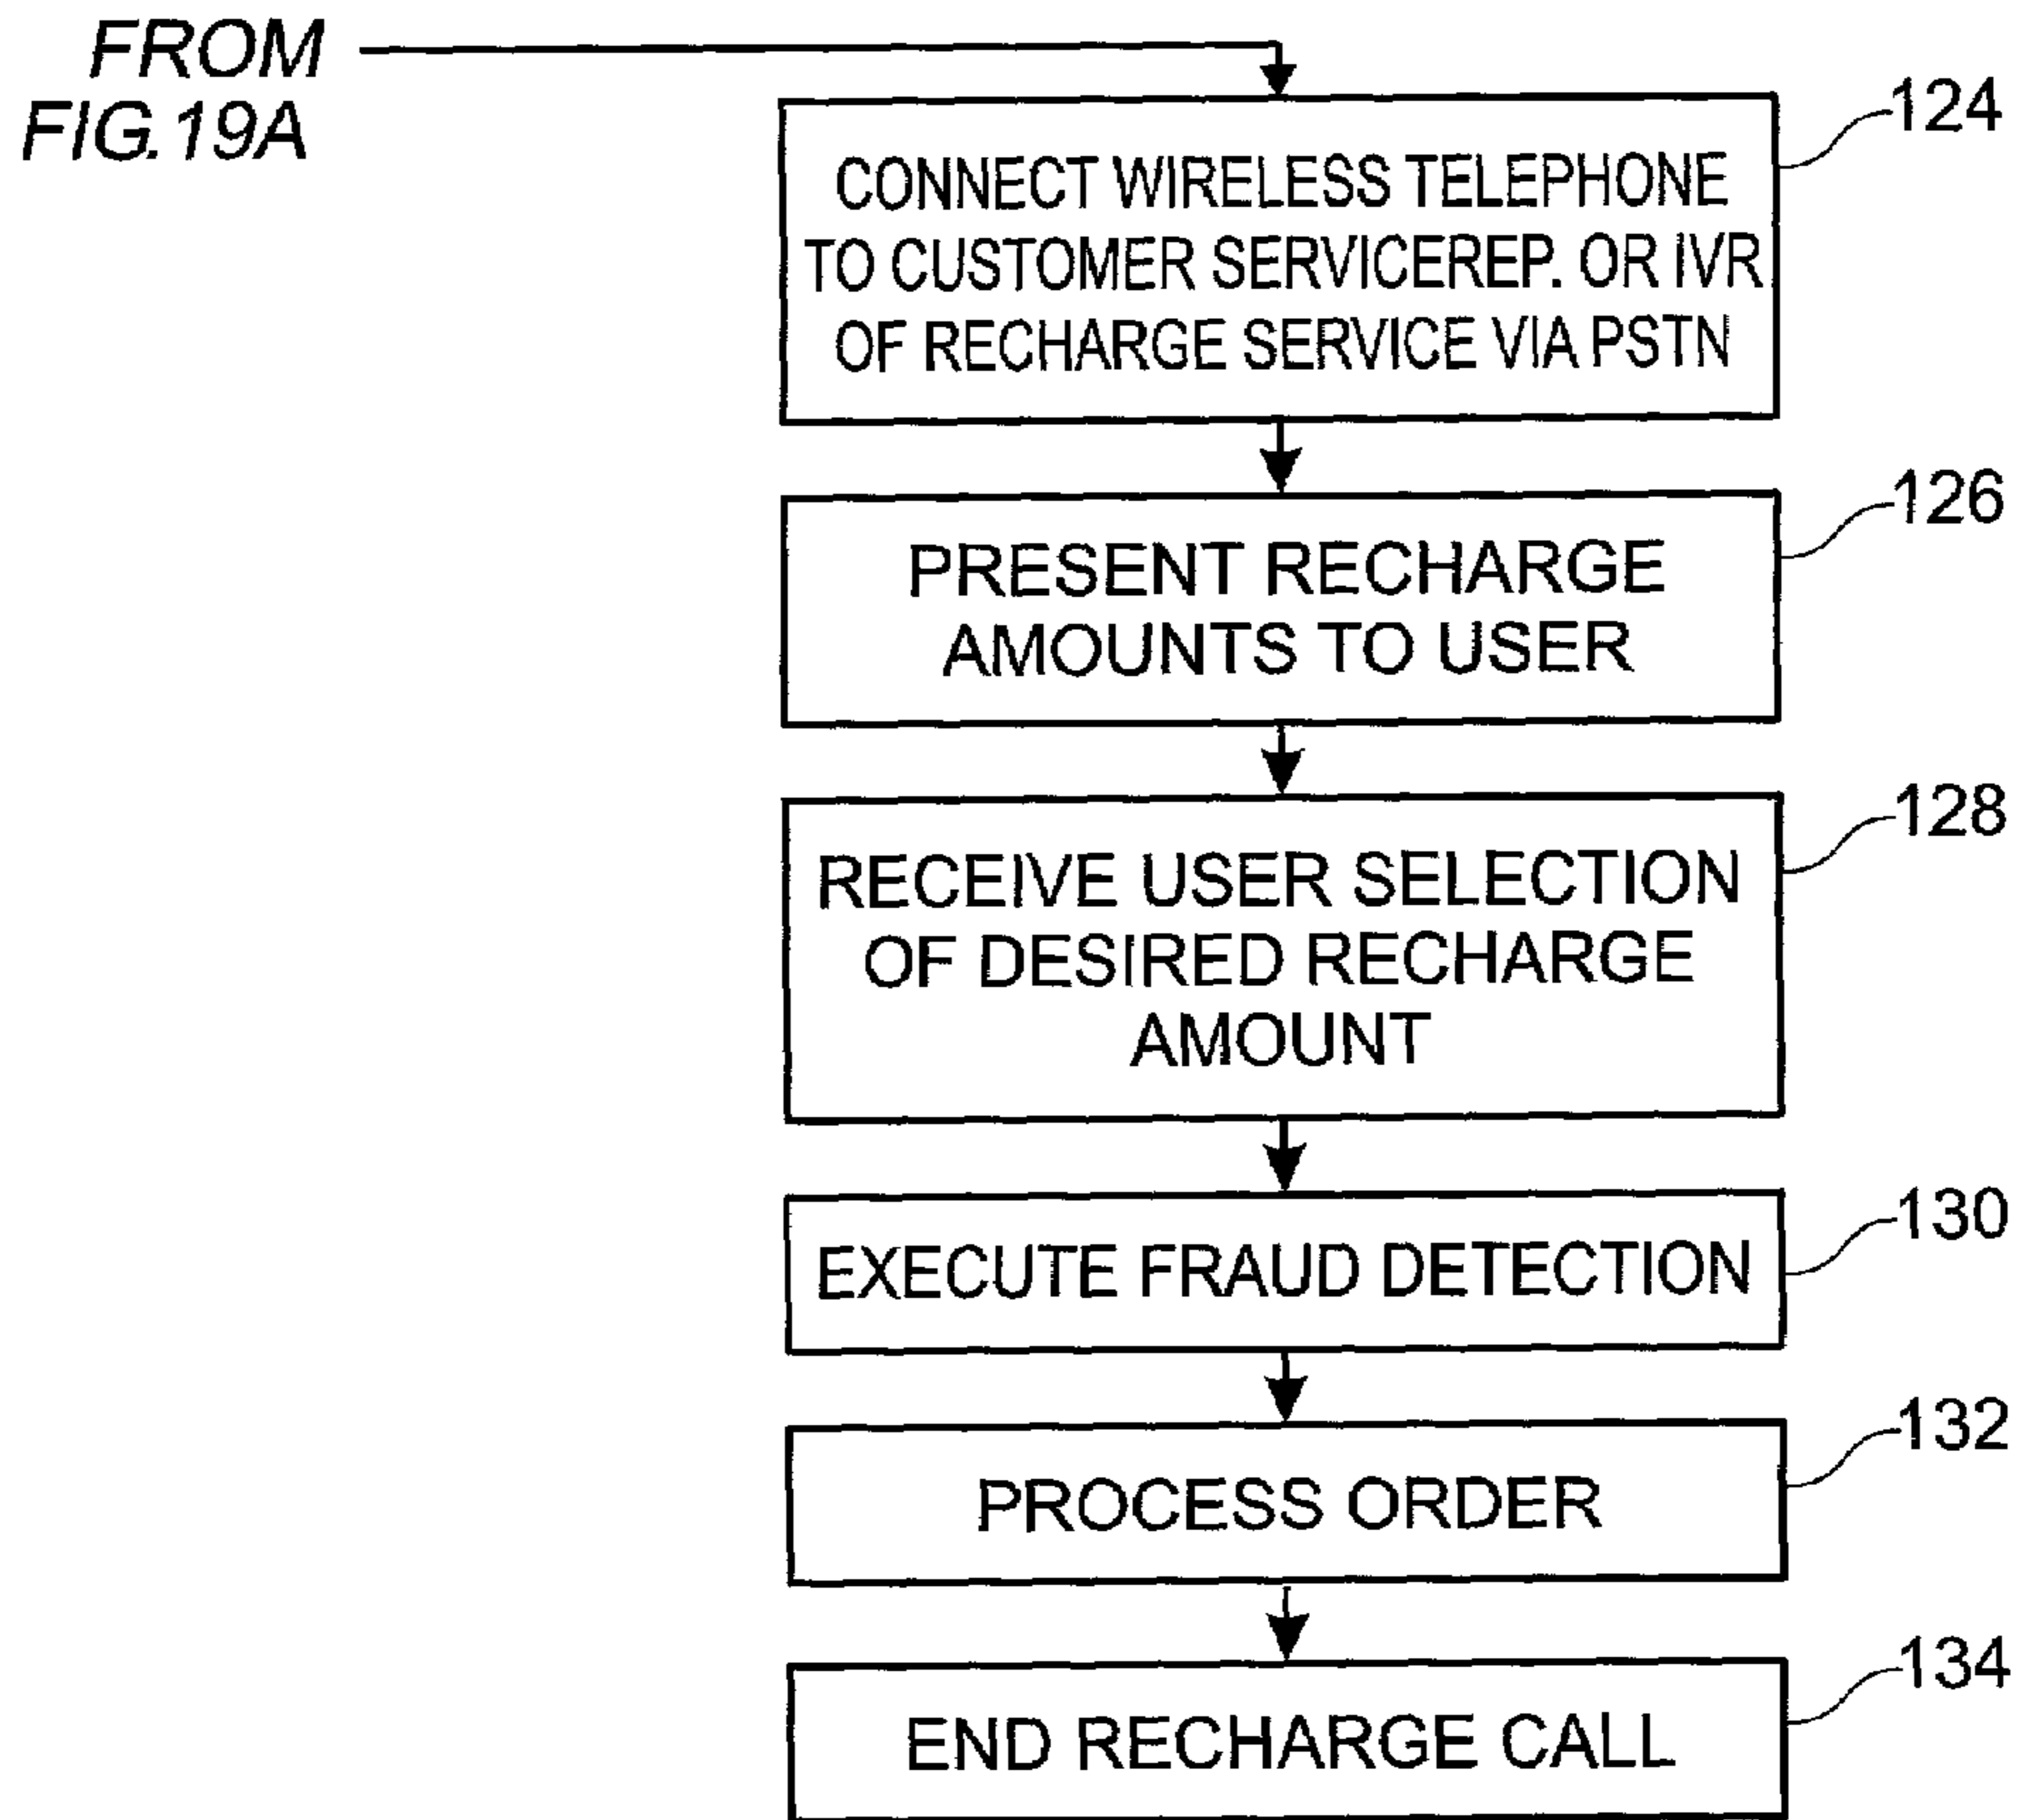 FROM
FIG. 19A
124
CONNECT WIRELESS TELEPHONE
TO CUSTOMER SERVICEREP. OR IVR
OF RECHARGE SERVICE VIA PSTN
126
PRESENT RECHARGE
AMOUNTS TO USER
128
RECEIVE USER SELECTION
OF DESIRED RECHARGE
AMOUNT
130
EXECUTE FRAUD DETECTION
132
PROCESS ORDER
134
END RECHARGE CALL